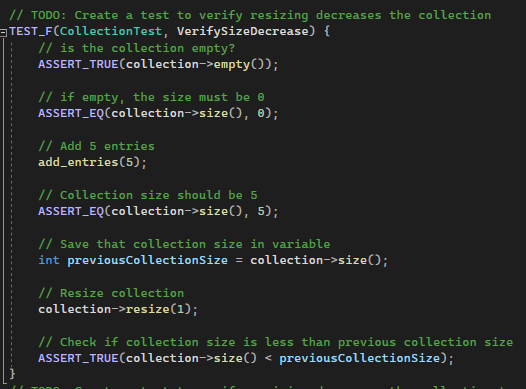 // TODO: Create a test to verify resizing decreases the collection
TEST_F(CollectionTest, VerifySizeDecrease) {
// is the collection empty?
ASSERT_TRUE(collection->empty());
// if empty, the size must be 0
ASSERT_EQ(collection->size(), 0);
// Add 5 entries
add_entries(5);
// Collection size should be 5
ASSERT_EQ(collection->size(), 5);
// Save that collection size in variable
int previousCollectionSize = collection->size();
// Resize collection
collection->resize(1);
// Check if collection size is less than previous collection size
ASSERT_TRUE(collection->size() < previousCollectionSize);
}